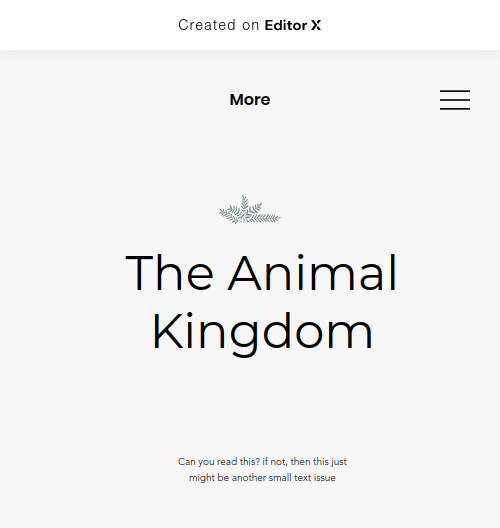 Created on Editor X
More
The Animal
Kingdom
Can you read this? if not, then this just
might be another small text issue